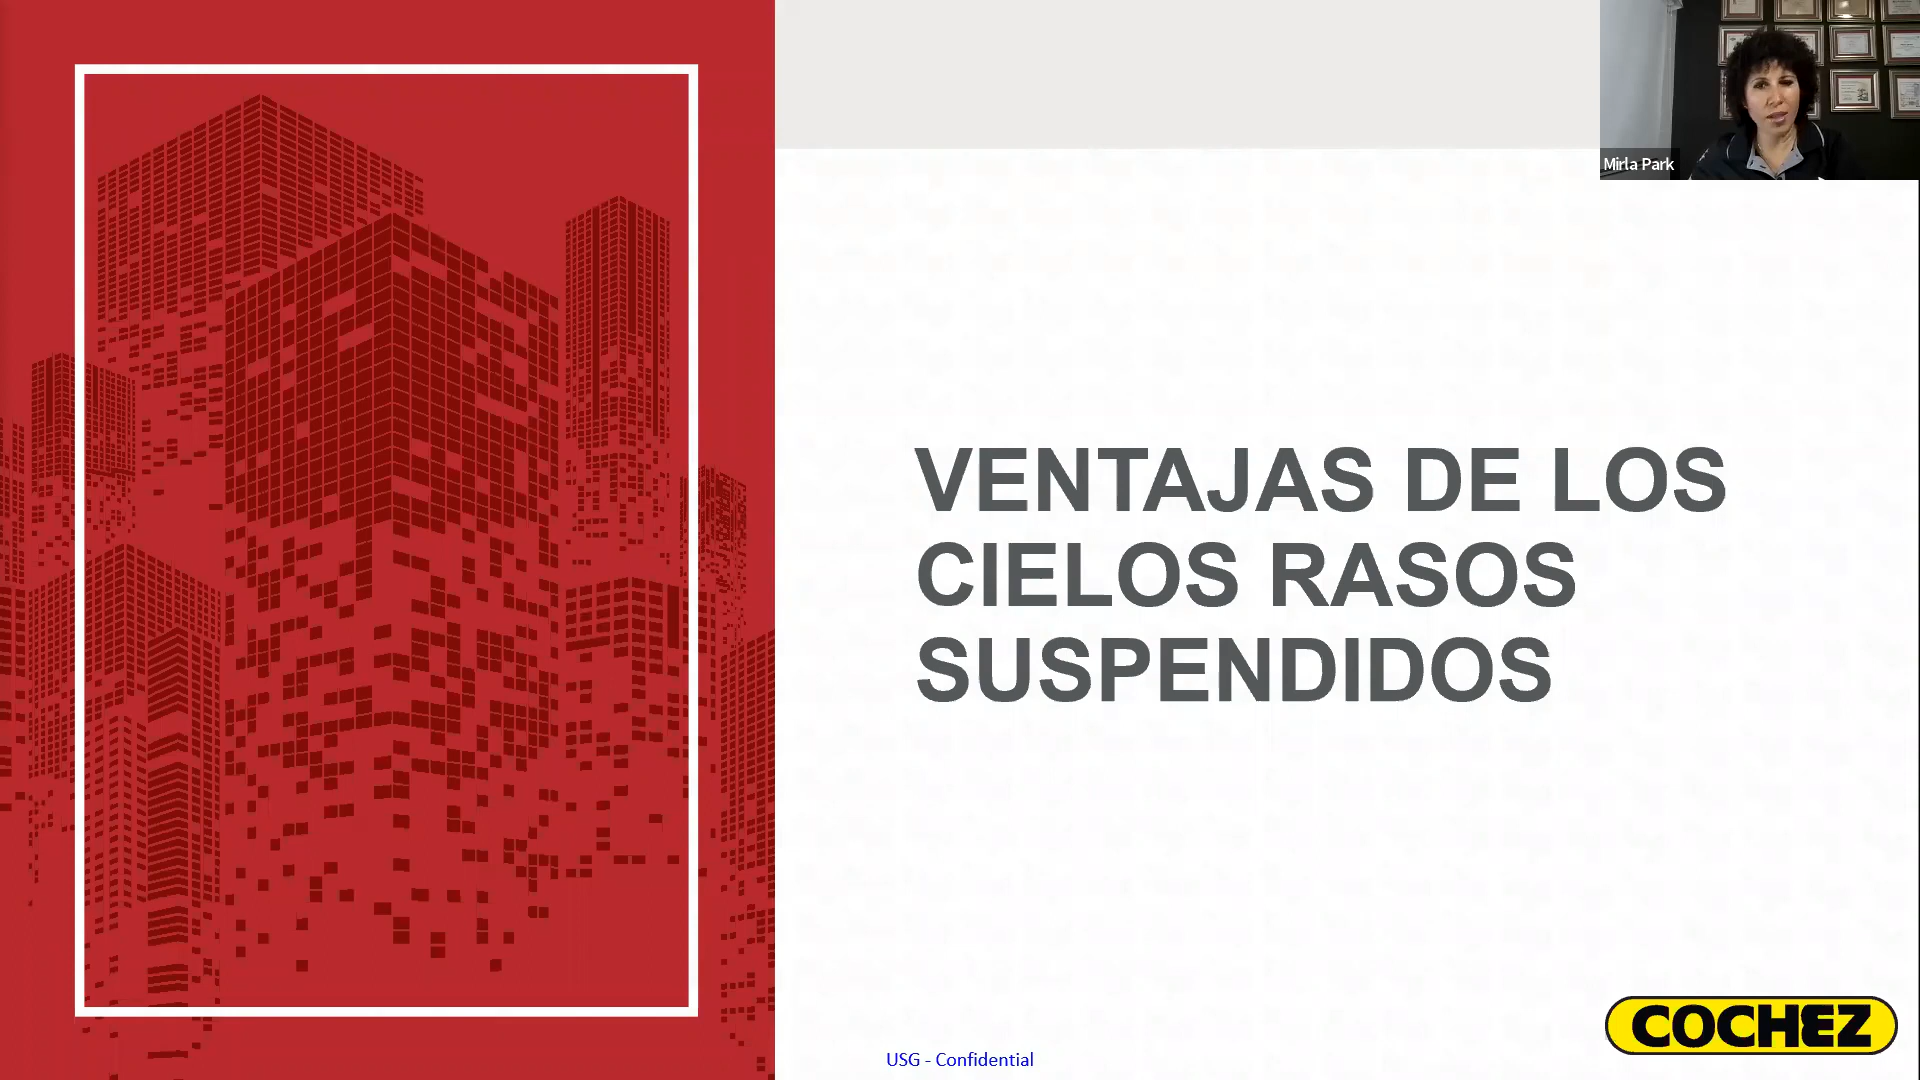 Mirla Park
VENTAJAS DE LOS
CIELOS RASOS
SUSPENDIDOS
COCHEZ
USG - Confidential